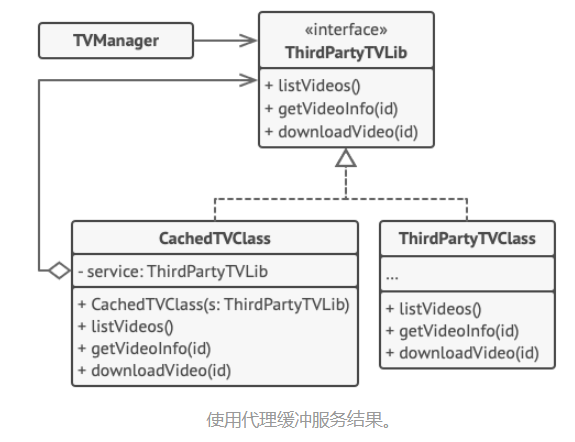 TVManager
«interface»
ThirdPartyTVLib
+ listVideos()
+ getVideoInfo(id)
+ downloadVideo(id)
CachedTVClass
- service: ThirdPartyTVLib
+ CachedTVClass(s: ThirdPartyTVLib)
+ listVideos()
+ getVideoInfo(id)
+ downloadVideo(id)
ThirdPartyTVClass
...
+ listVideos()
+ getVideoInfo(id)
+ downloadVideo(id)
使用代理缓冲服务结果。